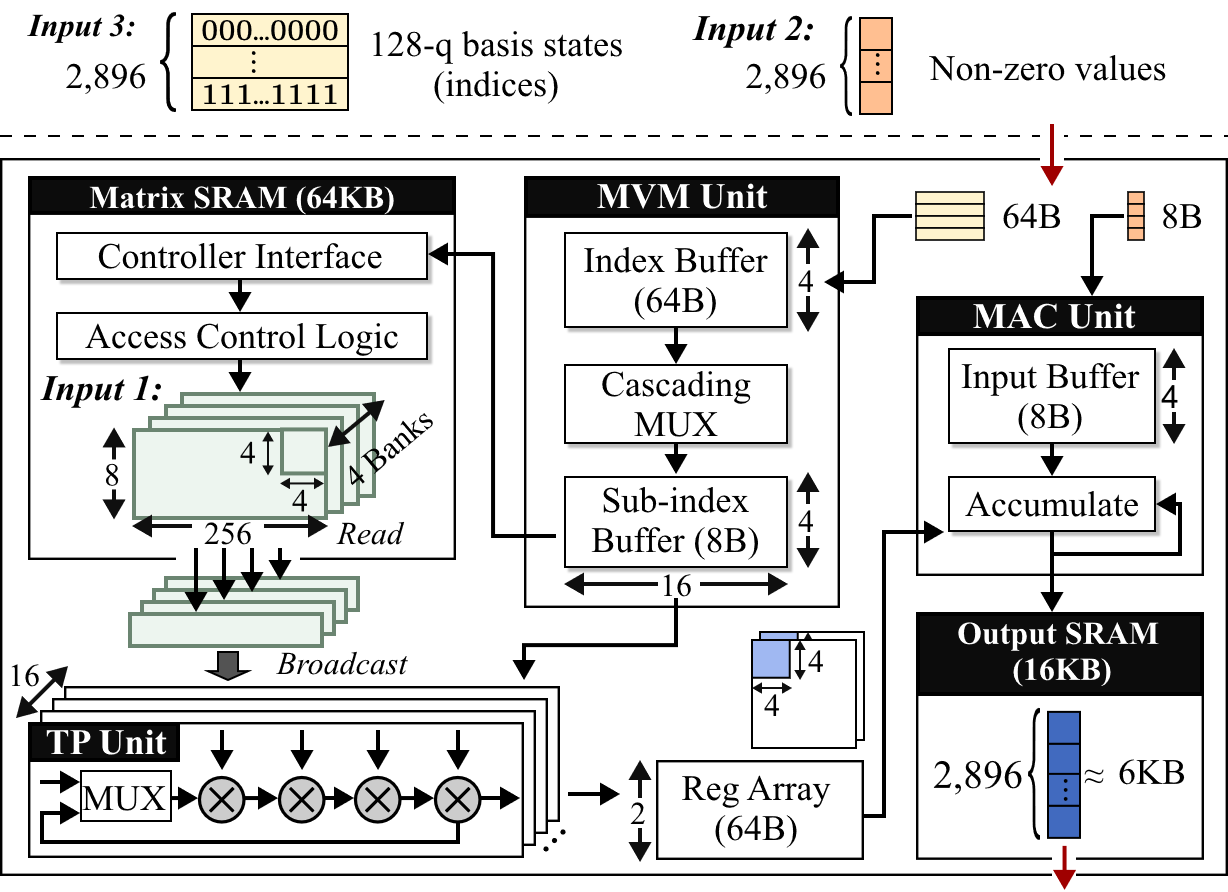 Input 3:
2,896
000...0000
⋮
111...1111
128-q basis states
(indices)
Input 2:
2,896
⋮
Non-zero values
Matrix SRAM (64KB)
Controller Interface
Access Control Logic
Input 1:
8
4
4
4 Banks
256
Read
Broadcast
MVM Unit
Index Buffer
(64B)
4
Cascading
MUX
Sub-index
Buffer (8B)
4
16
64B
8B
MAC Unit
Input Buffer
(8B)
4
Accumulate
16
TP Unit
MUX
4
4
2
Reg Array
(64B)
Output SRAM
(16KB)
2,896
⋮
≈ 6KB